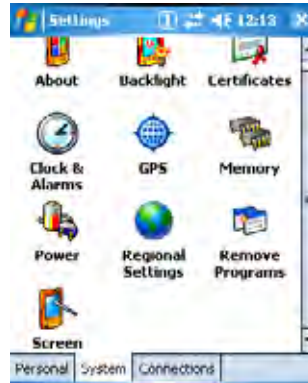 Settings 12:13
About Backlight Certificates
Clock & GPS Memory
Alarms
Power Regional Remove
Settings Programs
Screen
Personal System Connections